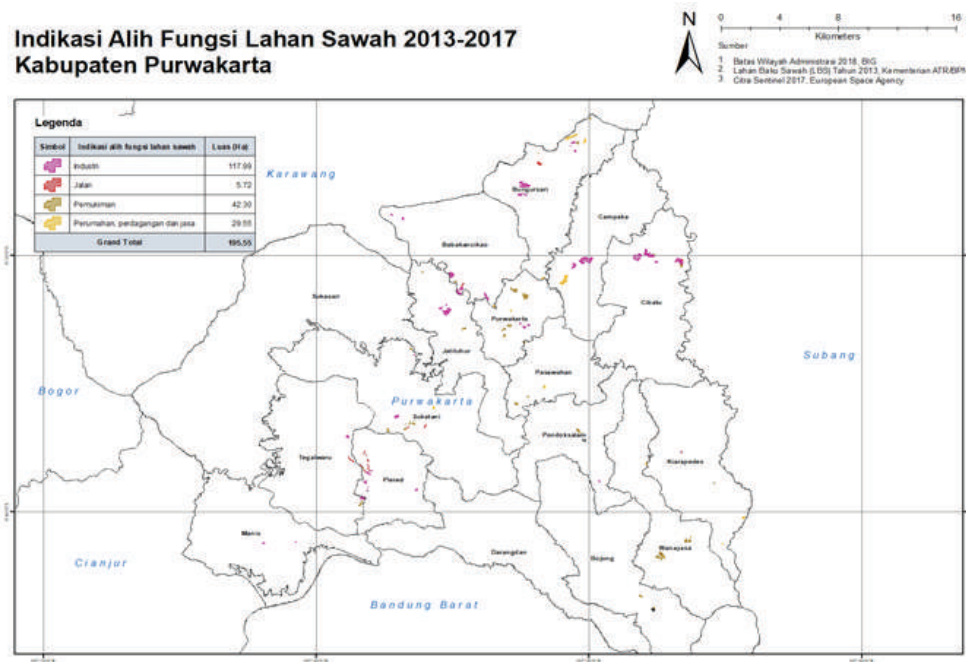 Indikasi Alih Fungsi Lahan Sawah 2013-2017
Kabupaten Purwakarta
N
0 4 8 16
Kilometers
Sumber
1 Batas Wilayah Administrasi 2018, BIG
2 Lahan Baku Sawah (LBS) Tahun 2013, Kementerian ATR/BPN
3 Citra Sentinel 2017, European Space Agency
Legenda
Simbol Indikasi alih fungsi lahan sawah Luas (Ha)
Industri 117.99
Jalan 5.72
Pemukiman 42.30
Perumahan, perdagangan dan jasa 29.55
Grand Total 195.55
Karawang
Bungursari
Campaka
Babakancikao
Cibatu
Sukasari
Purwakarta
Jatiluhur
Subang
Pasawahan
Bogor
Purwakarta
Sukatani
Pondoksalam
Tegalwaru
Kiarapedes
Plered
Maniis
Wanayasa
Darangdan
Bojong
Cianjur
Bandung Barat